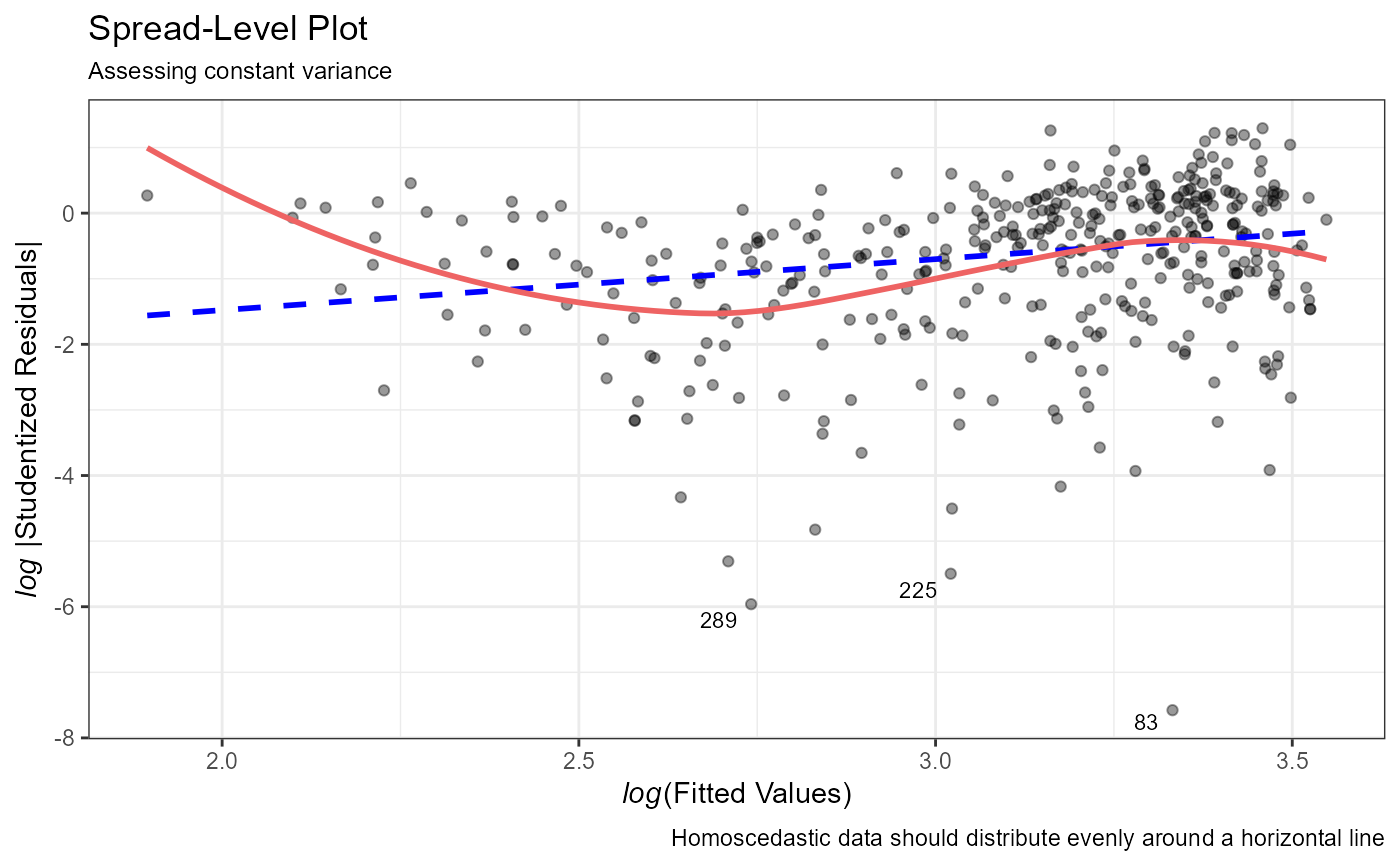 Spread-Level Plot
Assessing constant variance
log |Studentized Residuals|
0
-2
-4
-6
-8
225
289
83
2.0 2.5 3.0 3.5
log(Fitted Values)
Homoscedastic data should distribute evenly around a horizontal line